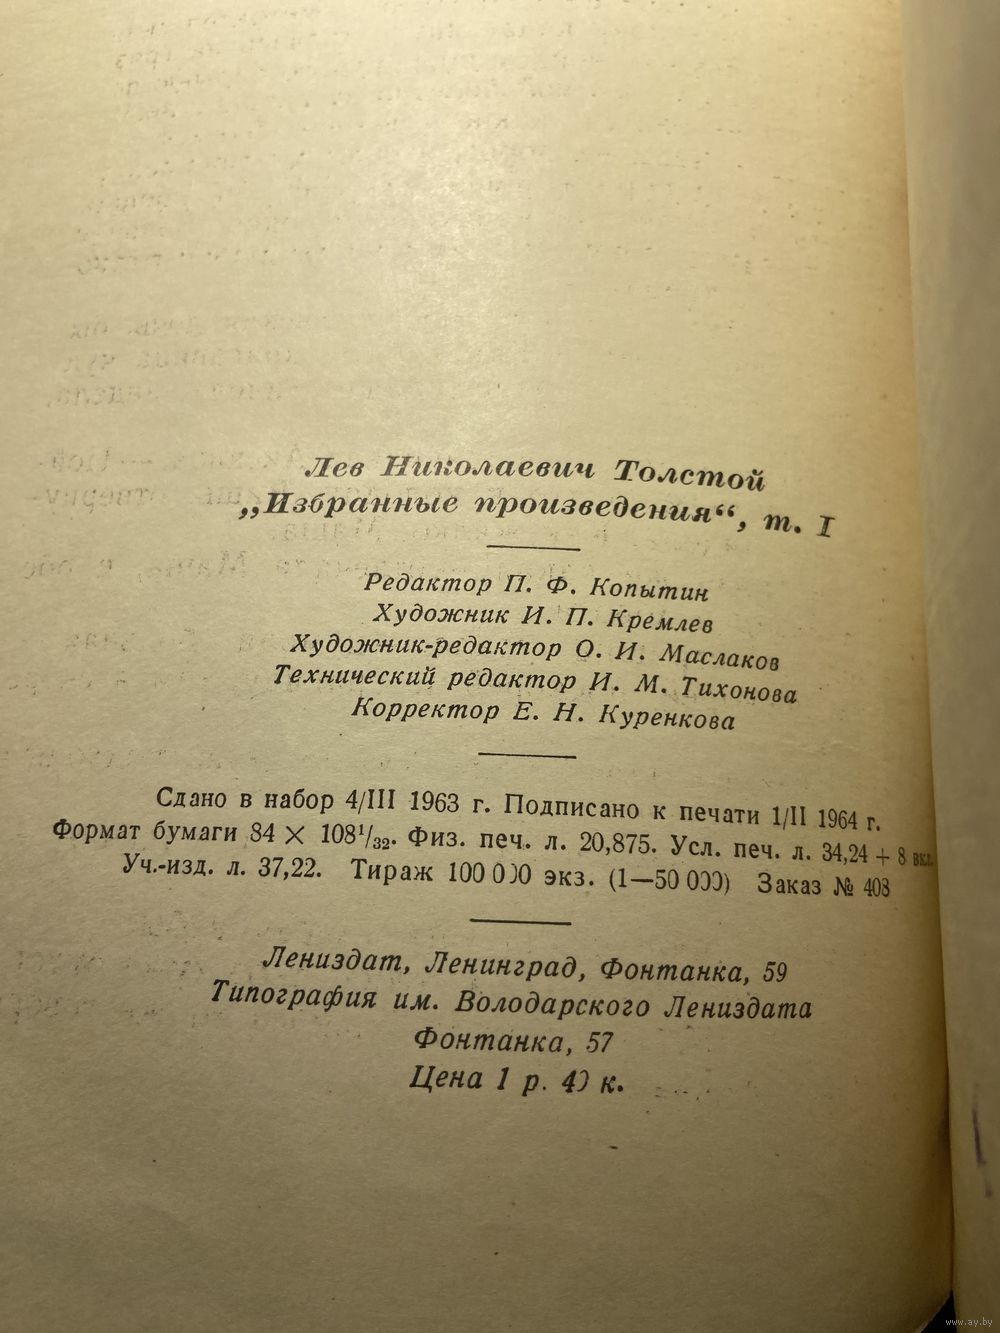 Лев Николаевич Толстой
„Избранные произведения“, т. I
Редактор П. Ф. Копытин
Художник И. П. Кремлев
Художник-редактор О. И. Маслаков
Технический редактор И. М. Тихонова
Корректор Е. Н. Куренкова
Сдано в набор 4/III 1963 г. Подписано к печати 1/II 1964 г.
Формат бумаги 84 × 108¹/₃₂. Физ. печ. л. 20,875. Усл. печ. л. 34,24 + 8 вкл.
Уч.-изд. л. 37,22. Тираж 100 000 экз. (1—50 000) Заказ № 408
Лениздат, Ленинград, Фонтанка, 59
Типография им. Володарского Лениздата
Фонтанка, 57
Цена 1 р. 40 к.
www.ay.by